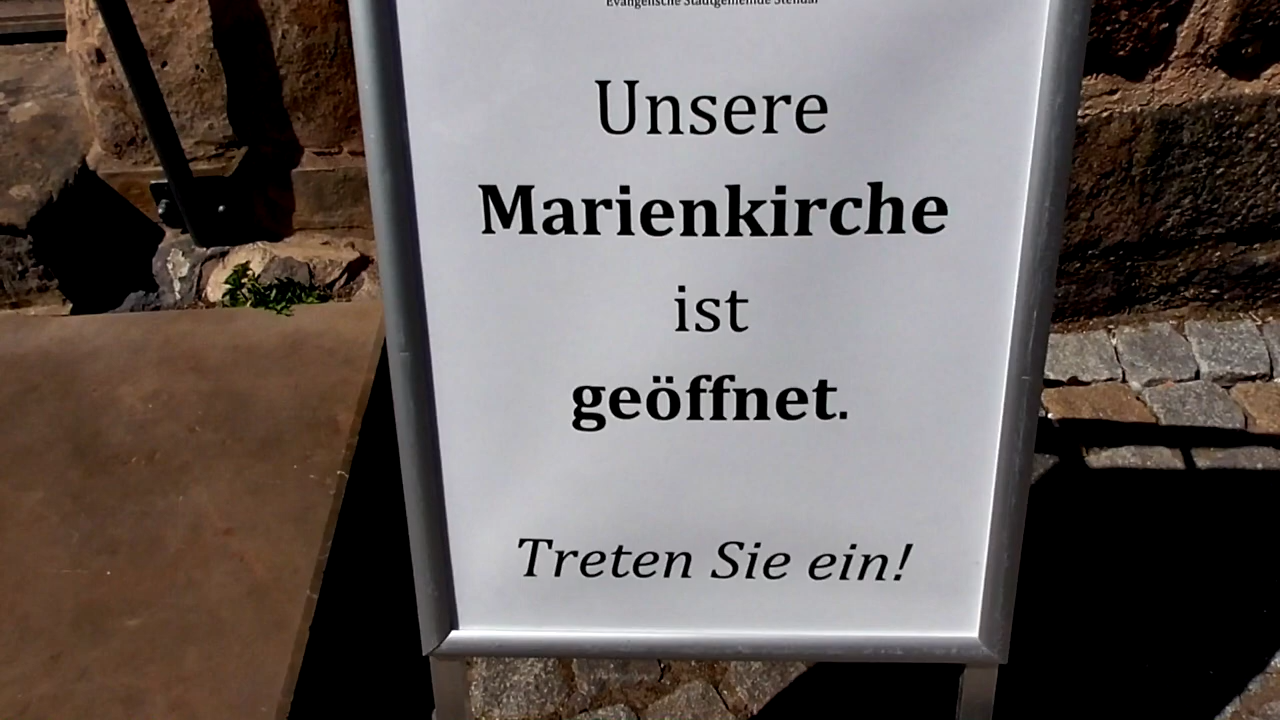 Evangelische Stadtgemeinde Stendal
Unsere
Marienkirche
ist
geöffnet.
Treten Sie ein!